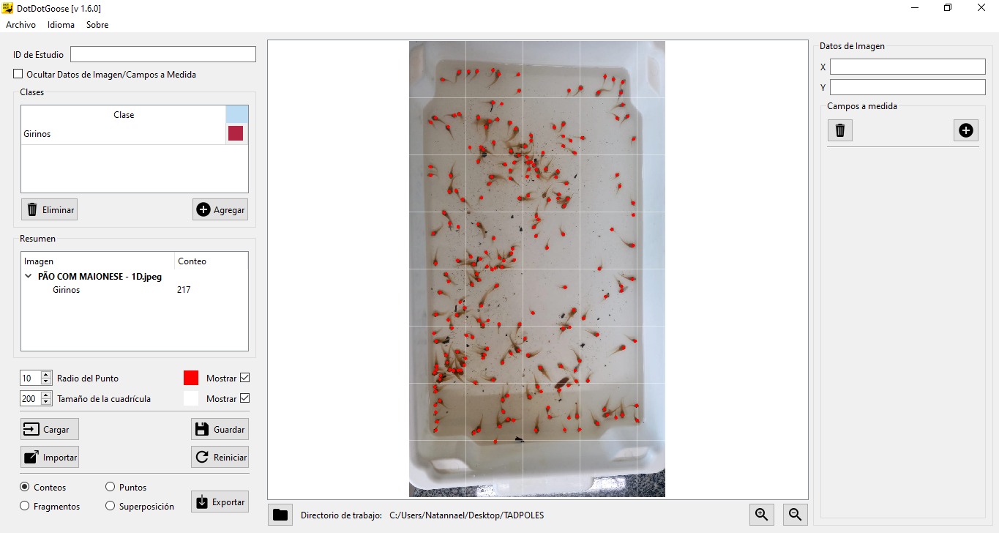 DotDotGoose [v 1.6.0]
Archivo Idioma Sobre
ID de Estudio
Ocultar Datos de Imagen/Campos a Medida
Clases
Clase
Girinos
Eliminar Agregar
Resumen
Imagen Conteo
PÃO COM MAIONESE - 1D.jpeg
Girinos 217
10 Radio del Punto Mostrar
200 Tamaño de la cuadrícula Mostrar
Cargar Guardar
Importar Reiniciar
Conteos Puntos
Fragmentos Superposición
Exportar
Directorio de trabajo: C:/Users/Natannael/Desktop/TADPOLES
Datos de Imagen
X
Y
Campos a medida